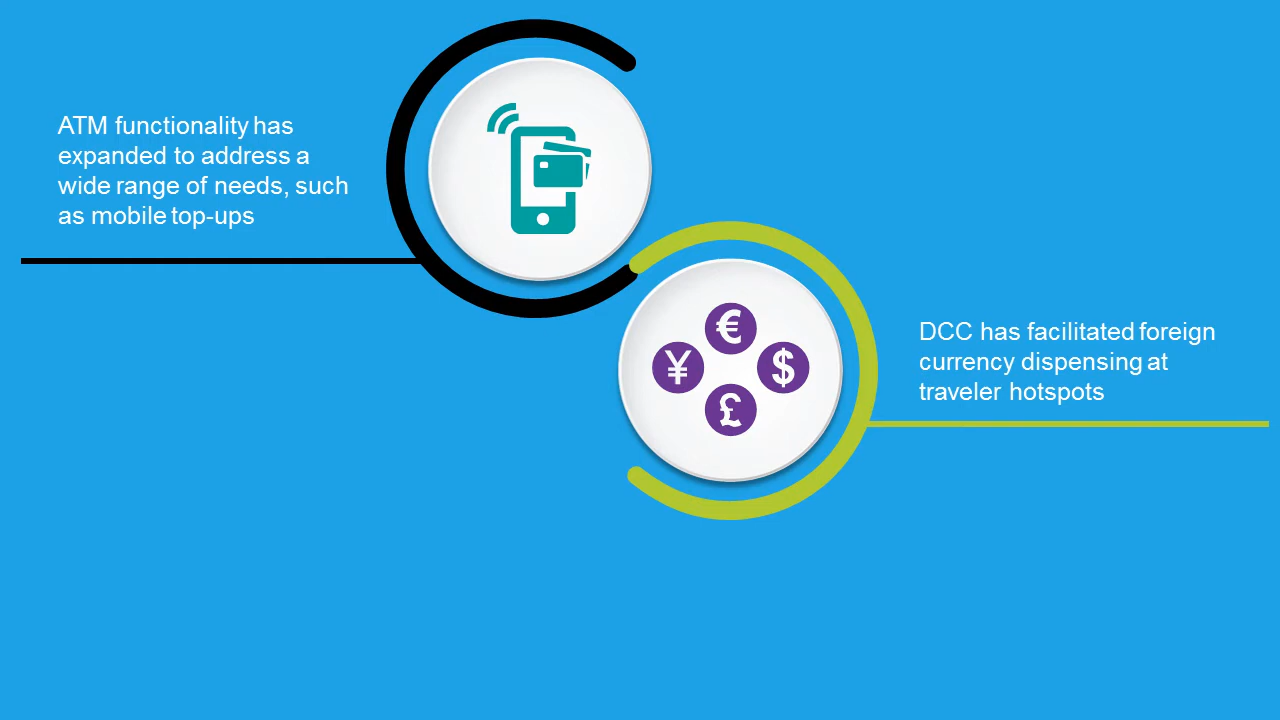 ATM functionality has
expanded to address a
wide range of needs, such
as mobile top-ups
€
¥
$
£
DCC has facilitated foreign
currency dispensing at
traveler hotspots